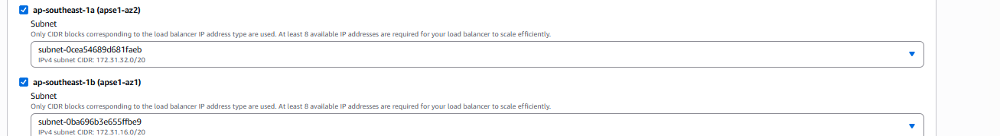 ap-southeast-1a (apse1-az2)
Subnet
Only CIDR blocks corresponding to the load balancer IP address type are used. At least 8 available IP addresses are required for your load balancer to scale efficiently.
subnet-0cea54689d681faeb
IPv4 subnet CIDR: 172.31.32.0/20
ap-southeast-1b (apse1-az1)
Subnet
Only CIDR blocks corresponding to the load balancer IP address type are used. At least 8 available IP addresses are required for your load balancer to scale efficiently.
subnet-0ba696b3e655ffbe9
IPv4 subnet CIDR: 172.31.16.0/20